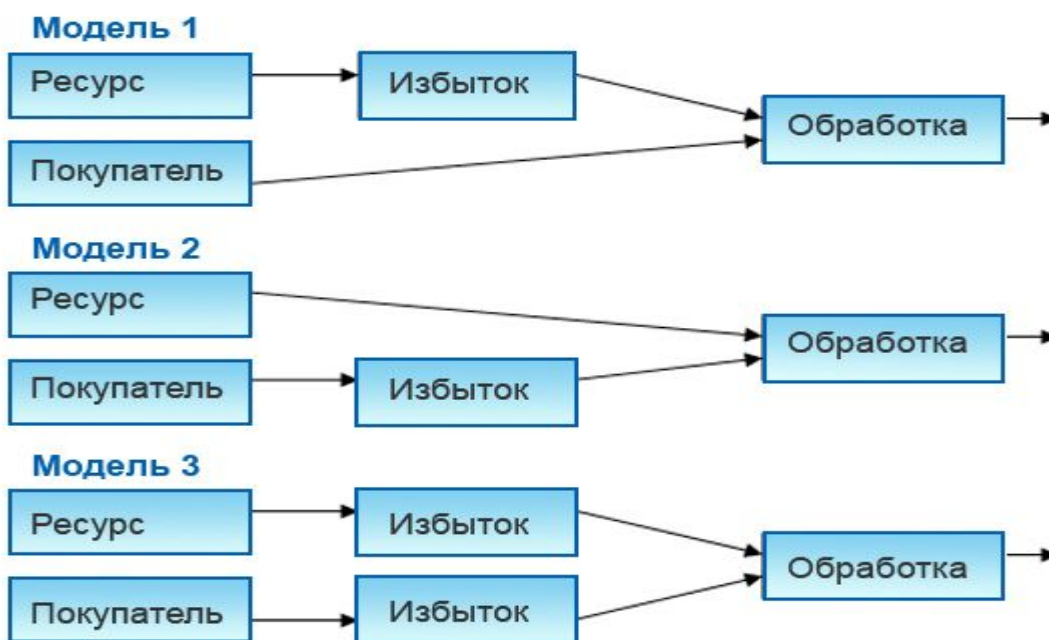 Модель 1
Ресурс
Избыток
Обработка
Покупатель
Модель 2
Ресурс
Обработка
Покупатель
Избыток
Модель 3
Ресурс
Избыток
Обработка
Покупатель
Избыток